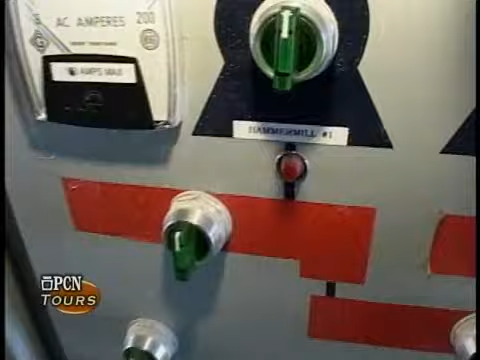 AC AMPERES 200
AMPS MAX
HAMMERMILL #1
PCN
TOURS